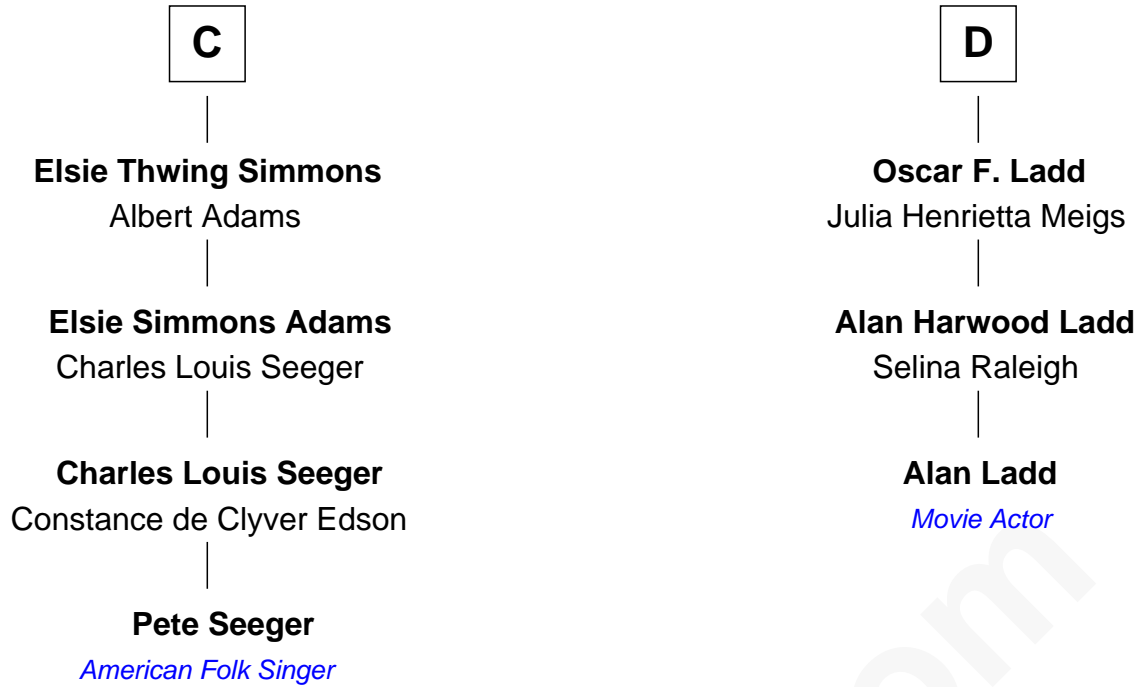 C
Elsie Thwing Simmons
Albert Adams
Elsie Simmons Adams
Charles Louis Seeger
Charles Louis Seeger
Constance de Clyver Edson
Pete Seeger
American Folk Singer
D
Oscar F. Ladd
Julia Henrietta Meigs
Alan Harwood Ladd
Selina Raleigh
Alan Ladd
Movie Actor
om